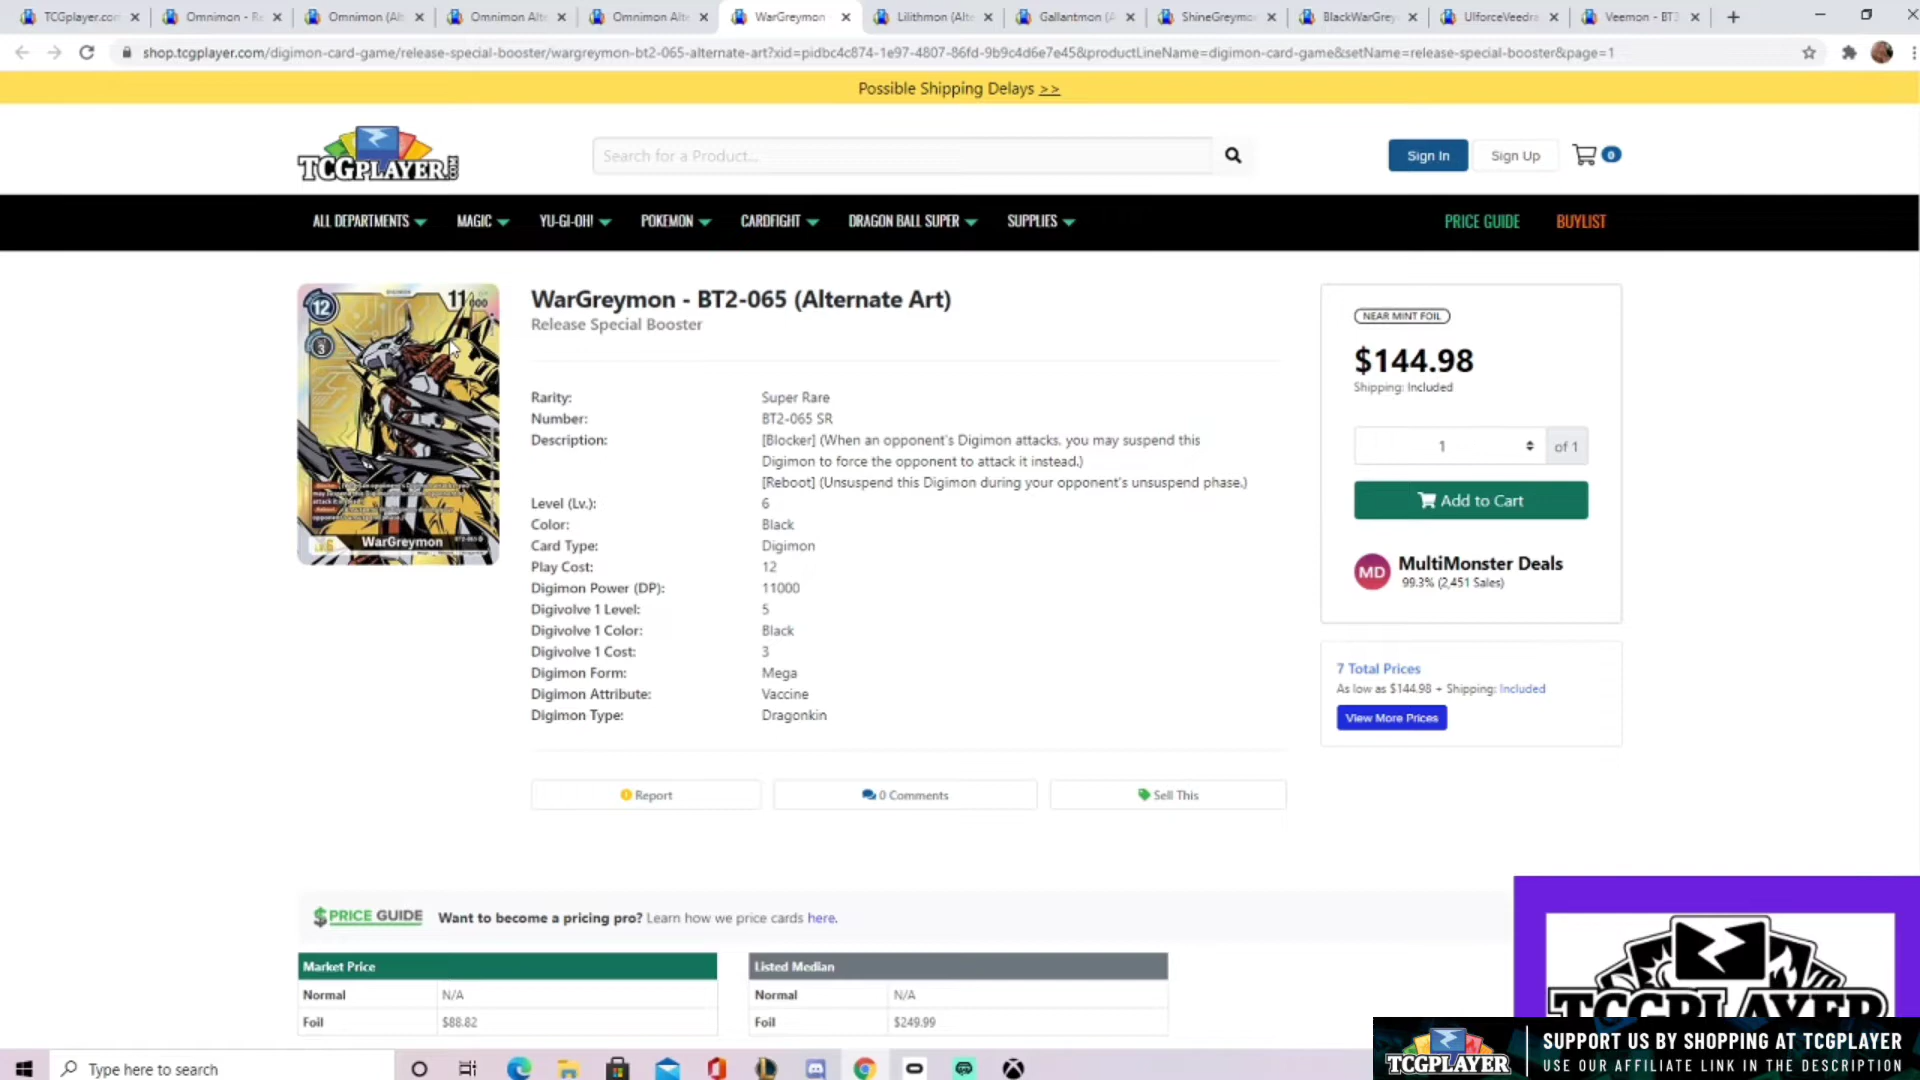 TCGplayer.com
Omnimon - Re
Omnimon (Alt
Omnimon Alte
Omnimon Alte
WarGreymon -
Lilithmon (Alte
Gallantmon (A
ShineGreymo
BlackWarGrey
UlforceVeedra
Veemon - BT3
shop.tcgplayer.com/digimon-card-game/release-special-booster/wargreymon-bt2-065-alternate-art?xid=pidbc4c874-1e97-4807-86fd-9b9c4d6e7e45&productLineName=digimon-card-game&setName=release-special-booster&page=1
Possible Shipping Delays >>
TCGPLAYER.COM
Search for a Product...
Sign In
Sign Up
0
ALL DEPARTMENTS
MAGIC
YU-GI-OH!
POKEMON
CARDFIGHT
DRAGON BALL SUPER
SUPPLIES
PRICE GUIDE
BUYLIST
12
11000
3
WarGreymon
BT2-065
WarGreymon - BT2-065 (Alternate Art)
Release Special Booster
Rarity: Super Rare
Number: BT2-065 SR
Description: [Blocker] (When an opponent's Digimon attacks, you may suspend this
Digimon to force the opponent to attack it instead.)
[Reboot] (Unsuspend this Digimon during your opponent's unsuspend phase.)
Level (Lv.): 6
Color: Black
Card Type: Digimon
Play Cost: 12
Digimon Power (DP): 11000
Digivolve 1 Level: 5
Digivolve 1 Color: Black
Digivolve 1 Cost: 3
Digimon Form: Mega
Digimon Attribute: Vaccine
Digimon Type: Dragonkin
Report
0 Comments
Sell This
NEAR MINT FOIL
$144.98
Shipping: Included
1
of 1
Add to Cart
MD
MultiMonster Deals
99.3% (2,451 Sales)
7 Total Prices
As low as $144.98 + Shipping: Included
View More Prices
$PRICE GUIDE
Want to become a pricing pro? Learn how we price cards here.
Market Price
Normal N/A
Foil $88.82
Listed Median
Normal N/A
Foil $249.99
TCGPLAYER
TCGPLAYER
SUPPORT US BY SHOPPING AT TCGPLAYER
USE OUR AFFILIATE LINK IN THE DESCRIPTION
Type here to search